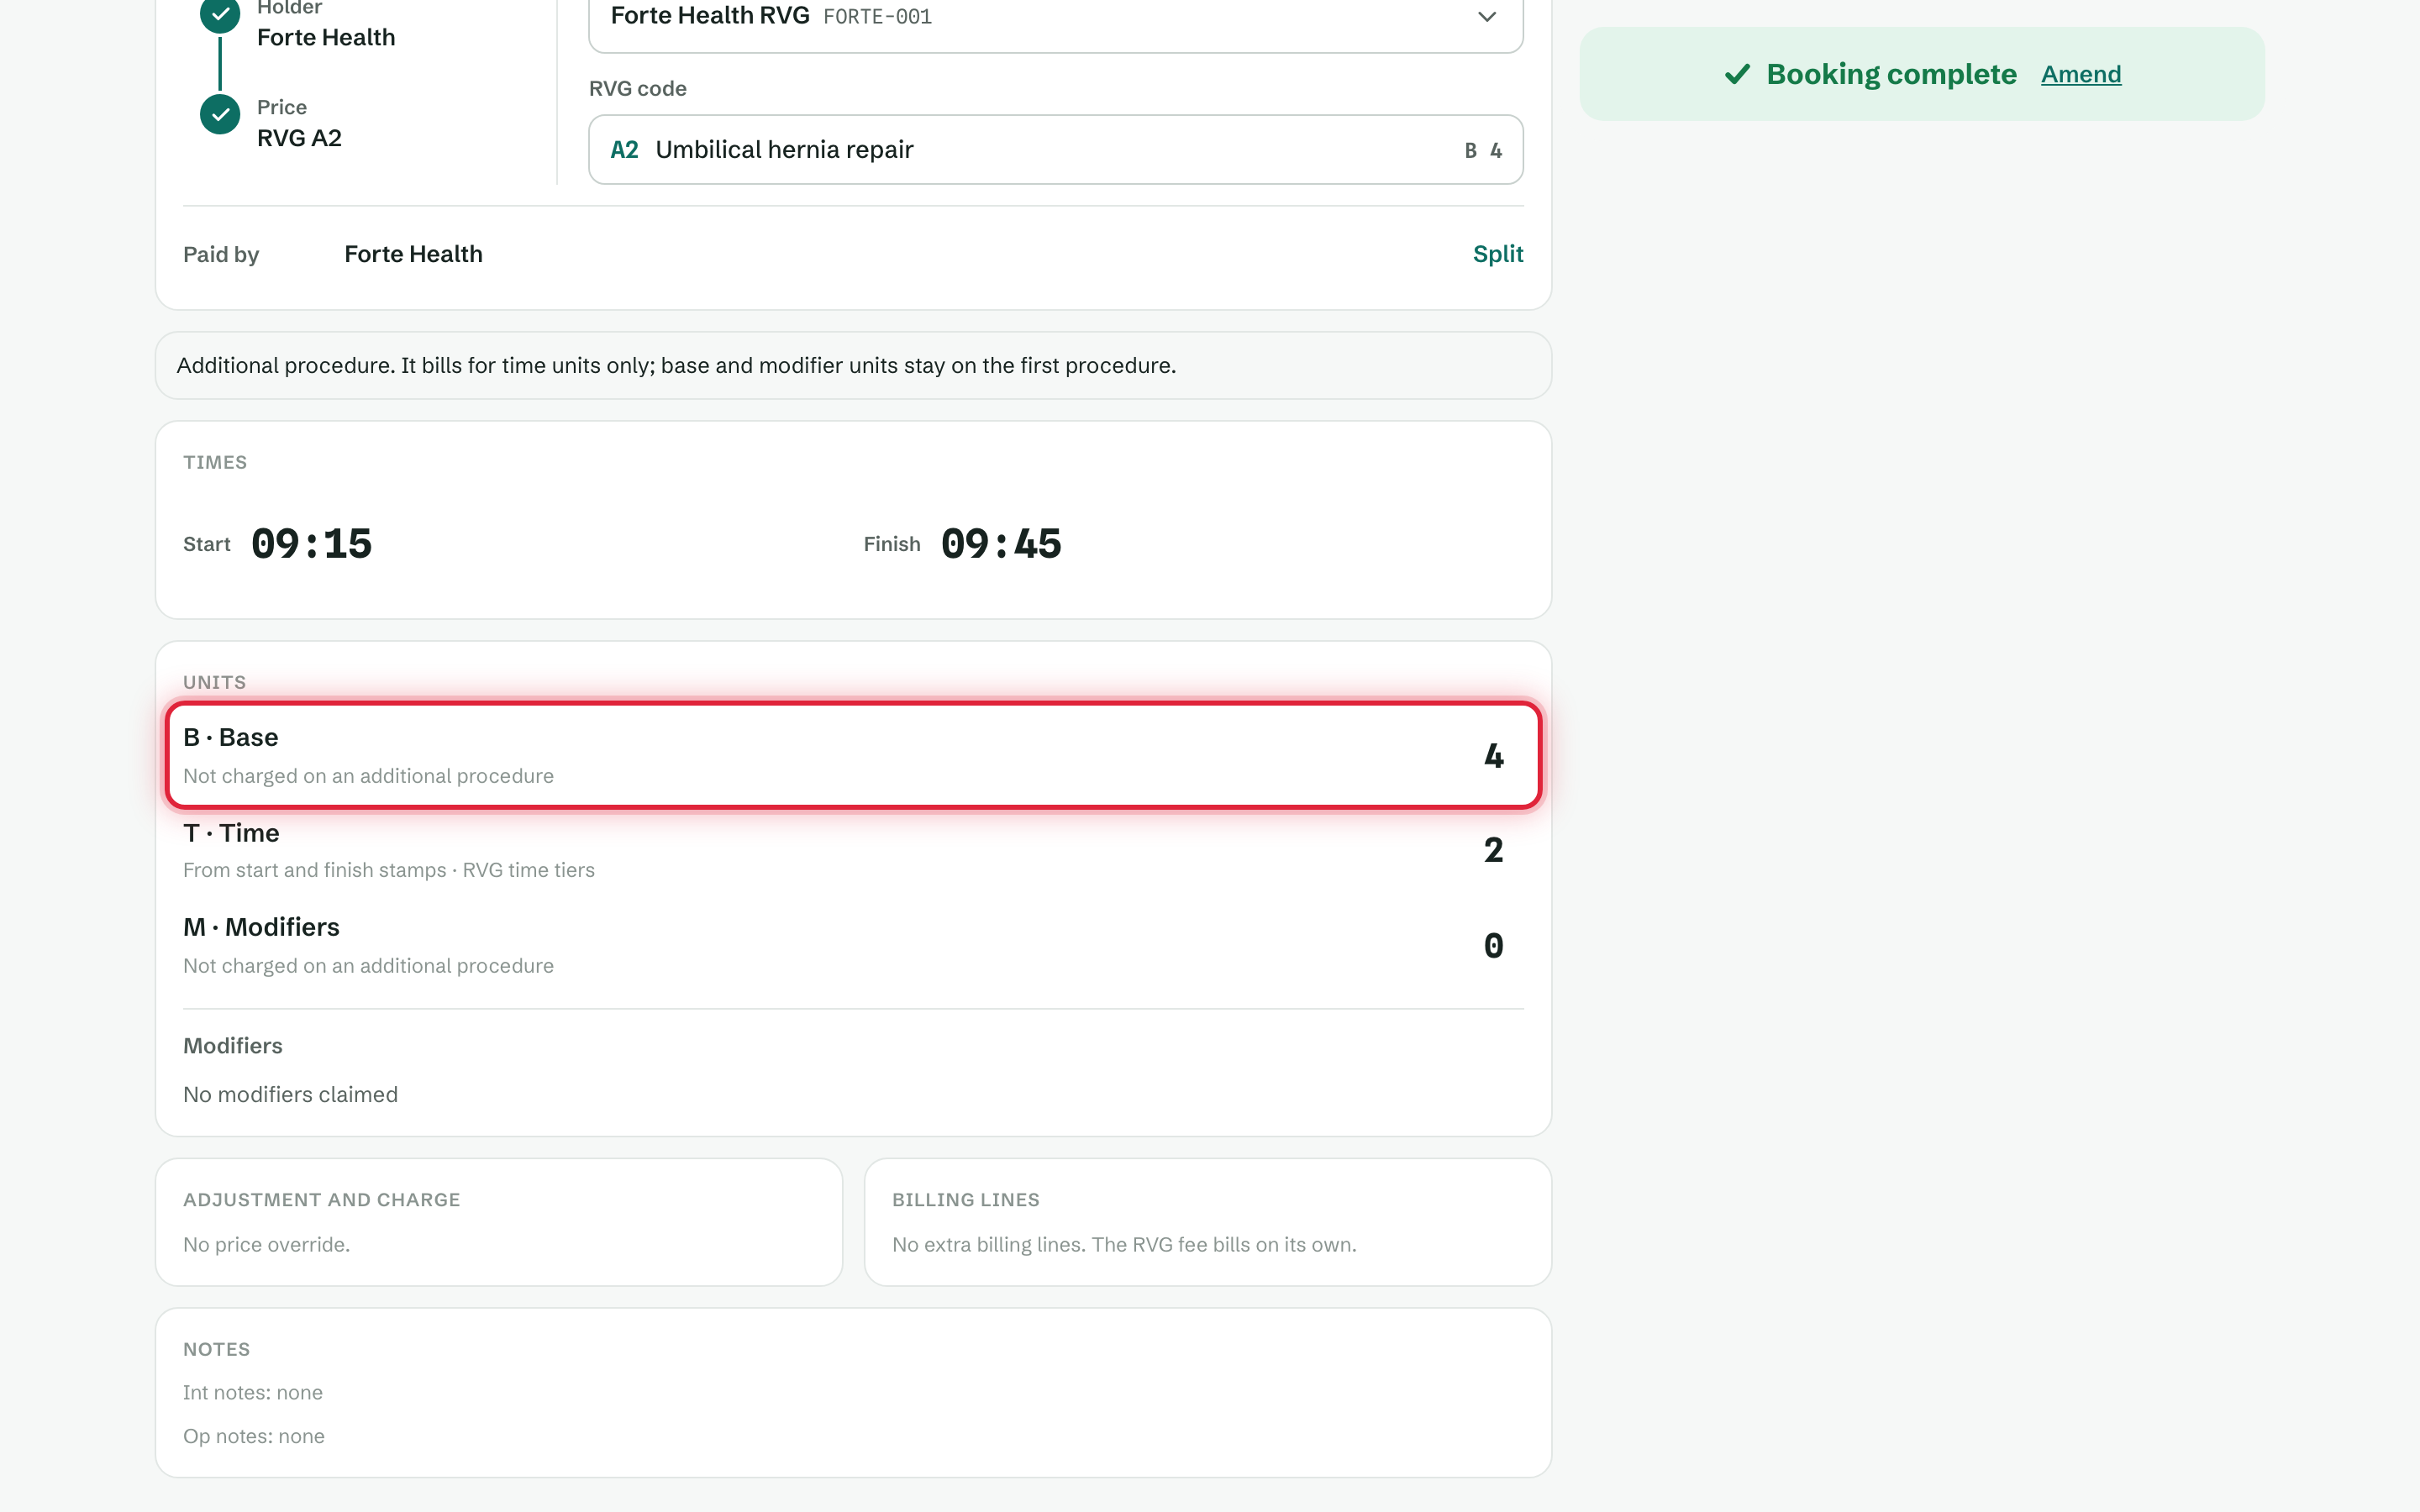 Holder
Forte Health
Forte Health RVG FORTE-001
Booking complete Amend
RVG code
Price
RVG A2
A2 Umbilical hernia repair B 4
Paid by Forte Health Split
Additional procedure. It bills for time units only; base and modifier units stay on the first procedure.
TIMES
Start 09:15 Finish 09:45
UNITS
B · Base
Not charged on an additional procedure
4
T · Time
From start and finish stamps · RVG time tiers
2
M · Modifiers
Not charged on an additional procedure
0
Modifiers
No modifiers claimed
ADJUSTMENT AND CHARGE
No price override.
BILLING LINES
No extra billing lines. The RVG fee bills on its own.
NOTES
Int notes: none
Op notes: none